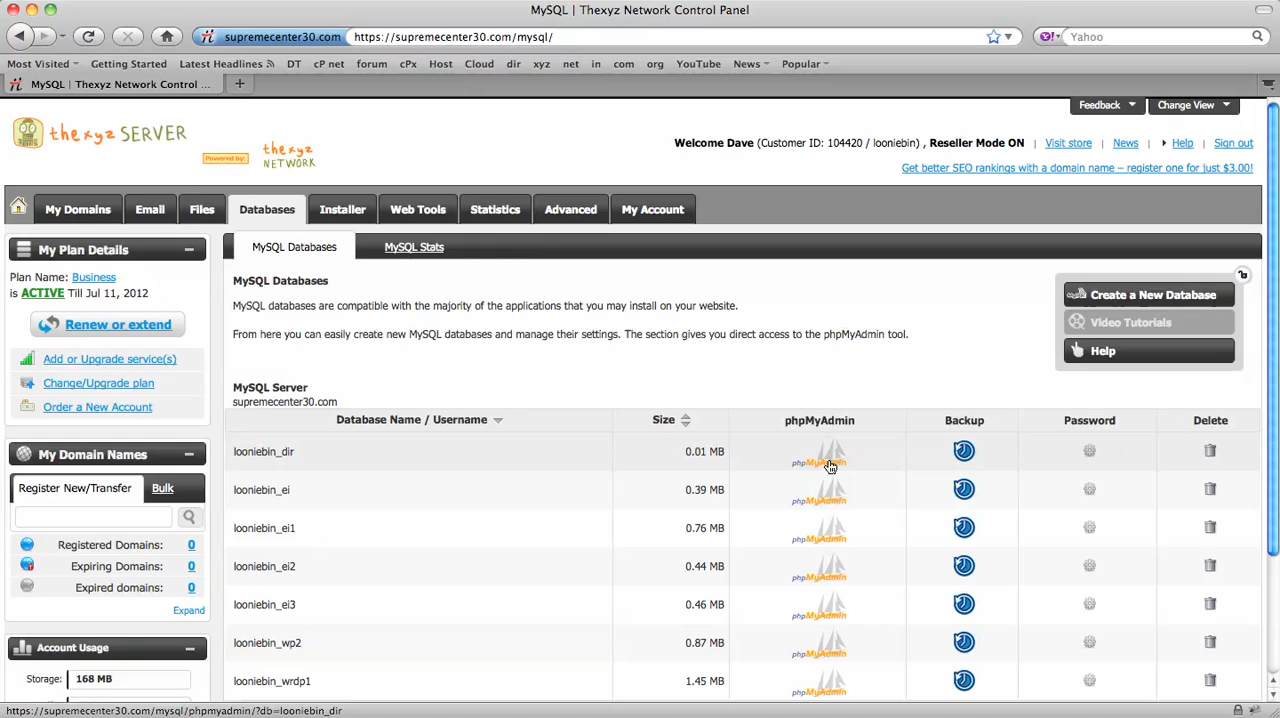 MySQL | Thexyz Network Control Panel
supremecenter30.com https://supremecenter30.com/mysql/
Yahoo
Most Visited Getting Started Latest Headlines DT cP net forum cPx Host Cloud dir xyz net in com org YouTube News Popular
MySQL | Thexyz Network Control ...
Feedback Change View
thexyz SERVER
Powered by:
thexyz NETWORK
Welcome Dave (Customer ID: 104420 / looniebin) , Reseller Mode ON Visit store News Help Sign out
Get better SEO rankings with a domain name – register one for just $3.00!
My Domains Email Files Databases Installer Web Tools Statistics Advanced My Account
My Plan Details
Plan Name: Business
is ACTIVE Till Jul 11, 2012
Renew or extend
Add or Upgrade service(s)
Change/Upgrade plan
Order a New Account
My Domain Names
Register New/Transfer Bulk
Registered Domains: 0
Expiring Domains: 0
Expired domains: 0
Expand
Account Usage
Storage: 168 MB
MySQL Databases MySQL Stats
MySQL Databases
MySQL databases are compatible with the majority of the applications that you may install on your website.
From here you can easily create new MySQL databases and manage their settings. The section gives you direct access to the phpMyAdmin tool.
Create a New Database
Video Tutorials
Help
MySQL Server
supremecenter30.com
Database Name / Username Size phpMyAdmin Backup Password Delete
looniebin_dir 0.01 MB phpMyAdmin
looniebin_ei 0.39 MB phpMyAdmin
looniebin_ei1 0.76 MB phpMyAdmin
looniebin_ei2 0.44 MB phpMyAdmin
looniebin_ei3 0.46 MB phpMyAdmin
looniebin_wp2 0.87 MB phpMyAdmin
looniebin_wrdp1 1.45 MB phpMyAdmin
https://supremecenter30.com/mysql/phpmyadmin/?db=looniebin_dir